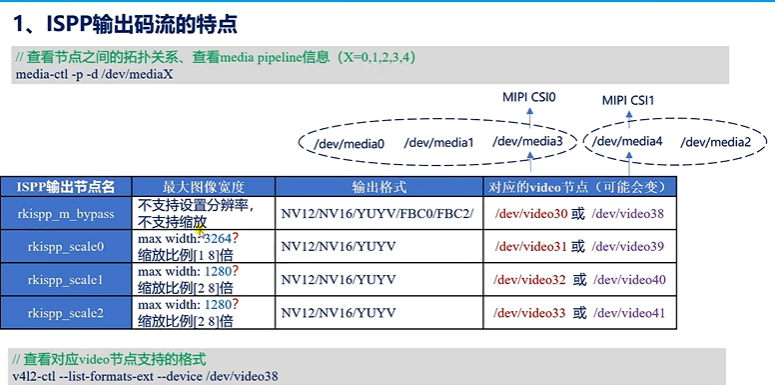 1、ISPP输出码流的特点
// 查看节点之间的拓扑关系、查看media pipeline信息（X=0,1,2,3,4）
media-ctl -p -d /dev/mediaX
MIPI CSI0 MIPI CSI1
/dev/media0 /dev/media1 /dev/media3 /dev/media4 /dev/media2
ISPP输出节点名 最大图像宽度 输出格式 对应的video节点（可能会变）
rkispp_m_bypass 不支持设置分辨率， NV12/NV16/YUYV/FBC0/FBC2/ /dev/video30 或 /dev/video38
不支持缩放
rkispp_scale0 max width: 3264? NV12/NV16/YUYV /dev/video31 或 /dev/video39
缩放比例[1 8]倍
rkispp_scale1 max width: 1280? NV12/NV16/YUYV /dev/video32 或 /dev/video40
缩放比例[2 8]倍
rkispp_scale2 max width: 1280? NV12/NV16/YUYV /dev/video33 或 /dev/video41
缩放比例[2 8]倍
// 查看对应video节点支持的格式
v4l2-ctl --list-formats-ext --device /dev/video38